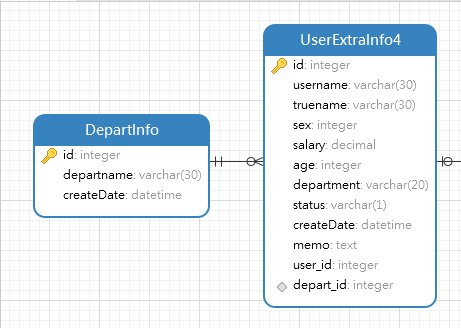 DepartInfo
id: integer
departname: varchar(30)
createDate: datetime
UserExtraInfo4
id: integer
username: varchar(30)
truename: varchar(30)
sex: integer
salary: decimal
age: integer
department: varchar(20)
status: varchar(1)
createDate: datetime
memo: text
user_id: integer
depart_id: integer